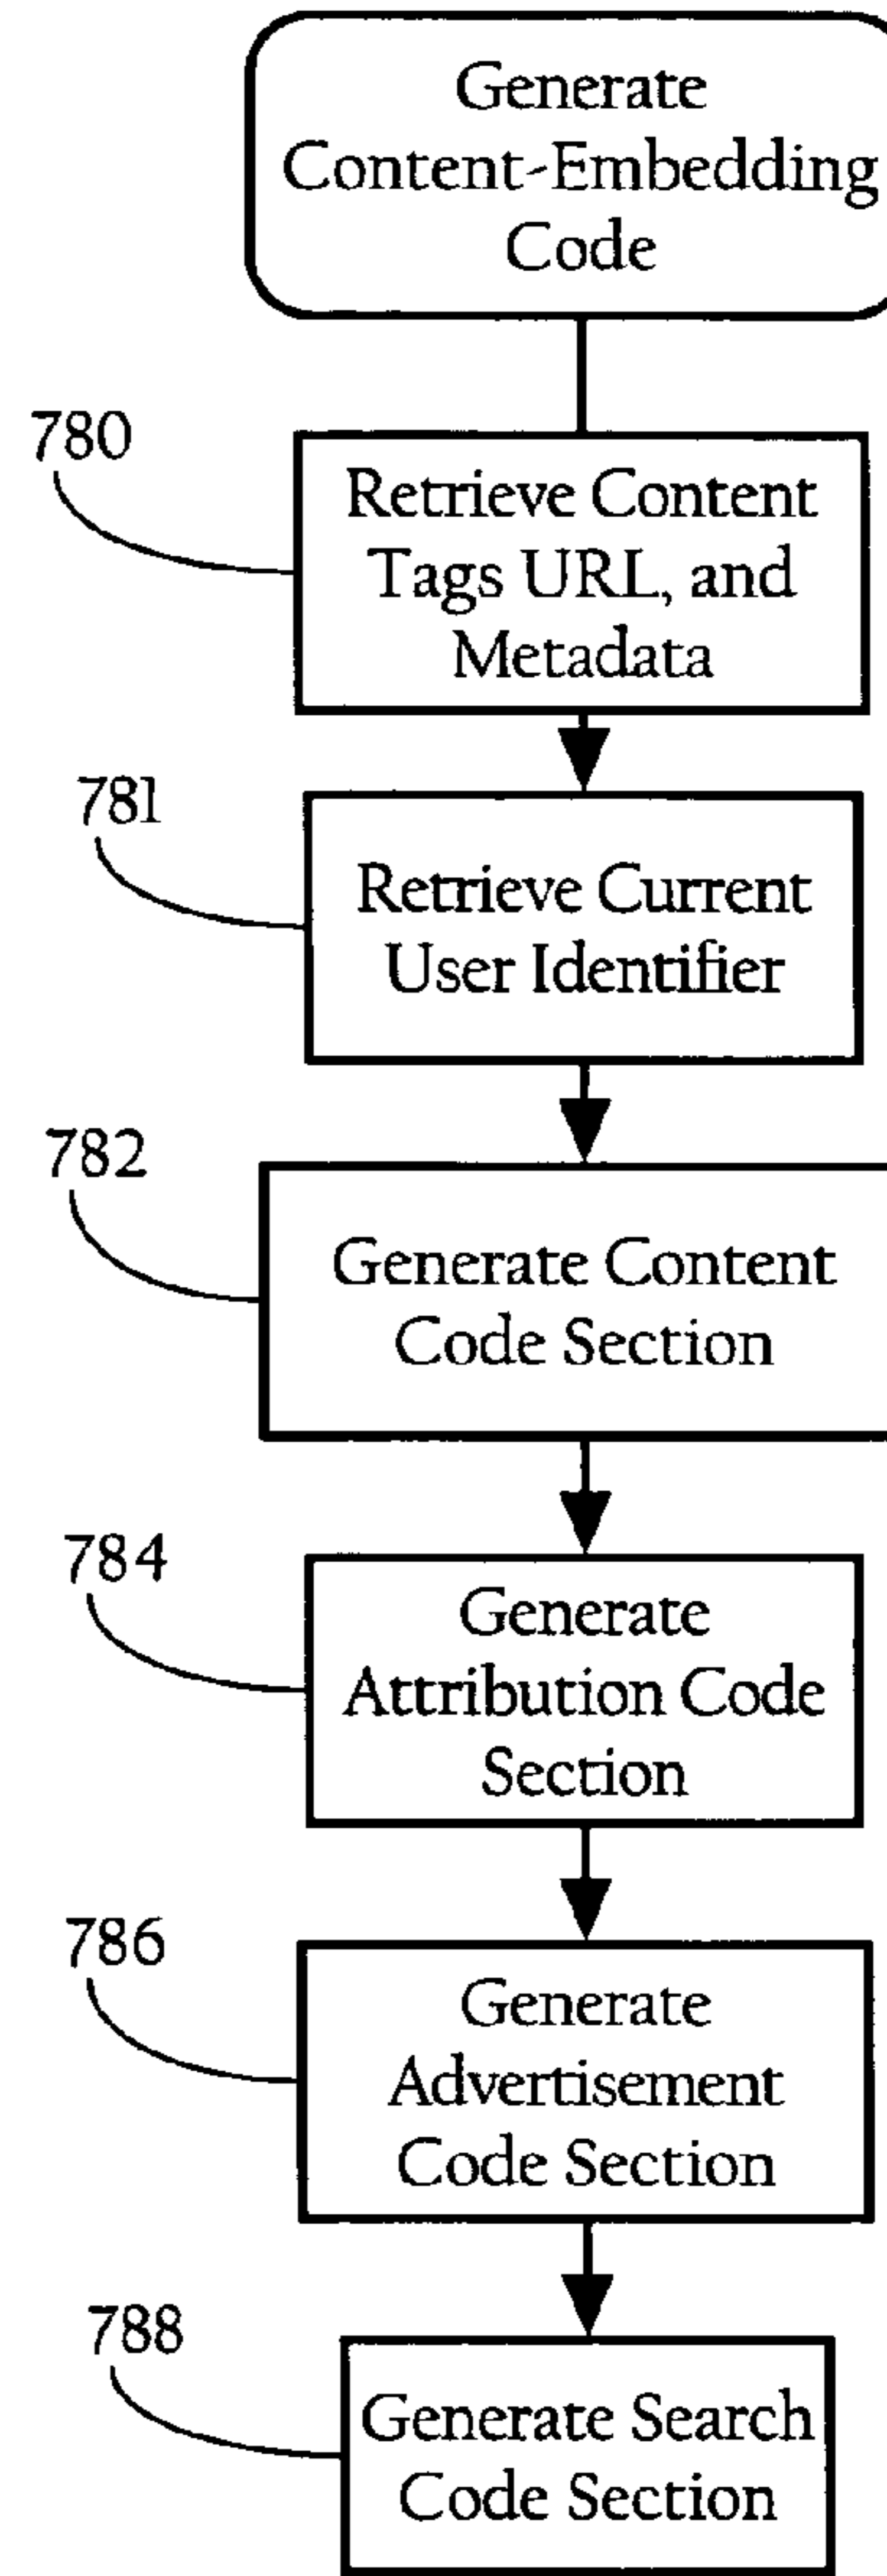 Generate
Content-Embedding
Code
780
Retrieve Content
Tags URL, and
Metadata
781
Retrieve Current
User Identifier
782
Generate Content
Code Section
784
Generate
Attribution Code
Section
786
Generate
Advertisement
Code Section
788
Generate Search
Code Section